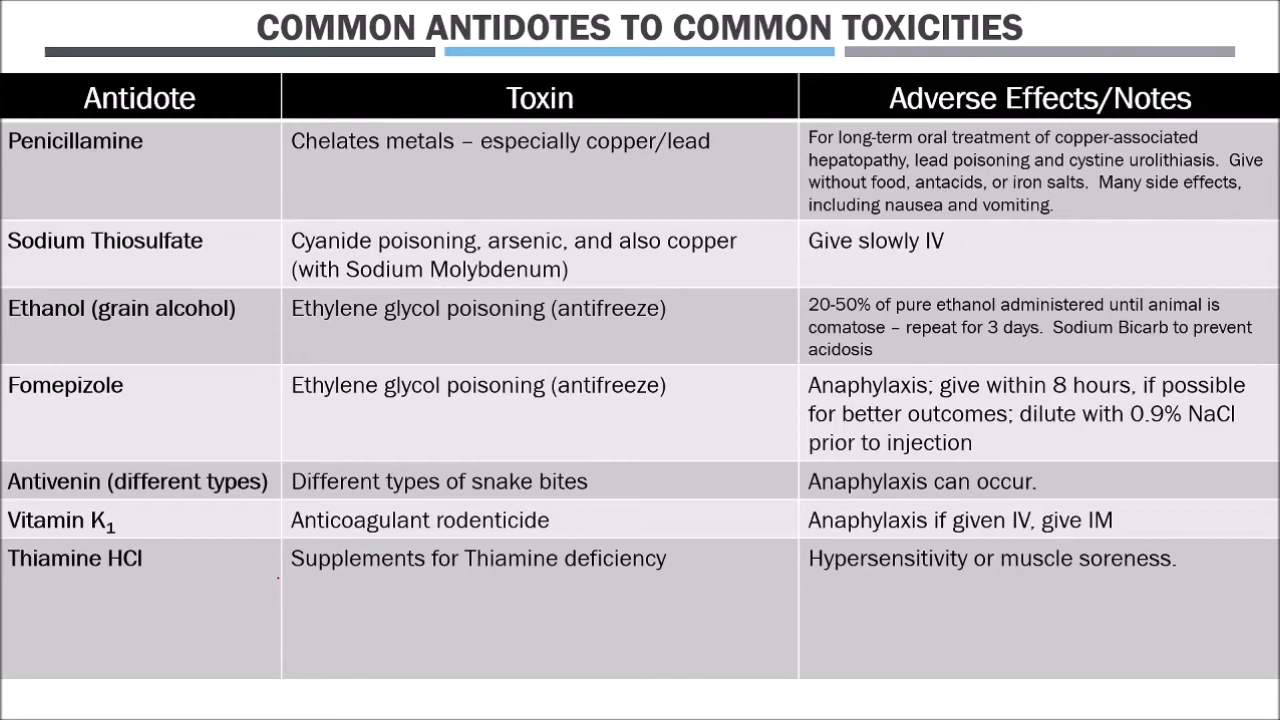 COMMON ANTIDOTES TO COMMON TOXICITIES
Antidote
Toxin
Adverse Effects/Notes
Penicillamine
Chelates metals – especially copper/lead
For long-term oral treatment of copper-associated
hepatopathy, lead poisoning and cystine urolithiasis.  Give
without food, antacids, or iron salts.  Many side effects,
including nausea and vomiting.
Sodium Thiosulfate
Cyanide poisoning, arsenic, and also copper
(with Sodium Molybdenum)
Give slowly IV
Ethanol (grain alcohol)
Ethylene glycol poisoning (antifreeze)
20-50% of pure ethanol administered until animal is
comatose – repeat for 3 days.  Sodium Bicarb to prevent
acidosis
Fomepizole
Ethylene glycol poisoning (antifreeze)
Anaphylaxis; give within 8 hours, if possible
for better outcomes; dilute with 0.9% NaCl
prior to injection
Antivenin (different types)
Different types of snake bites
Anaphylaxis can occur.
Vitamin K₁
Anticoagulant rodenticide
Anaphylaxis if given IV, give IM
Thiamine HCl
Supplements for Thiamine deficiency
Hypersensitivity or muscle soreness.